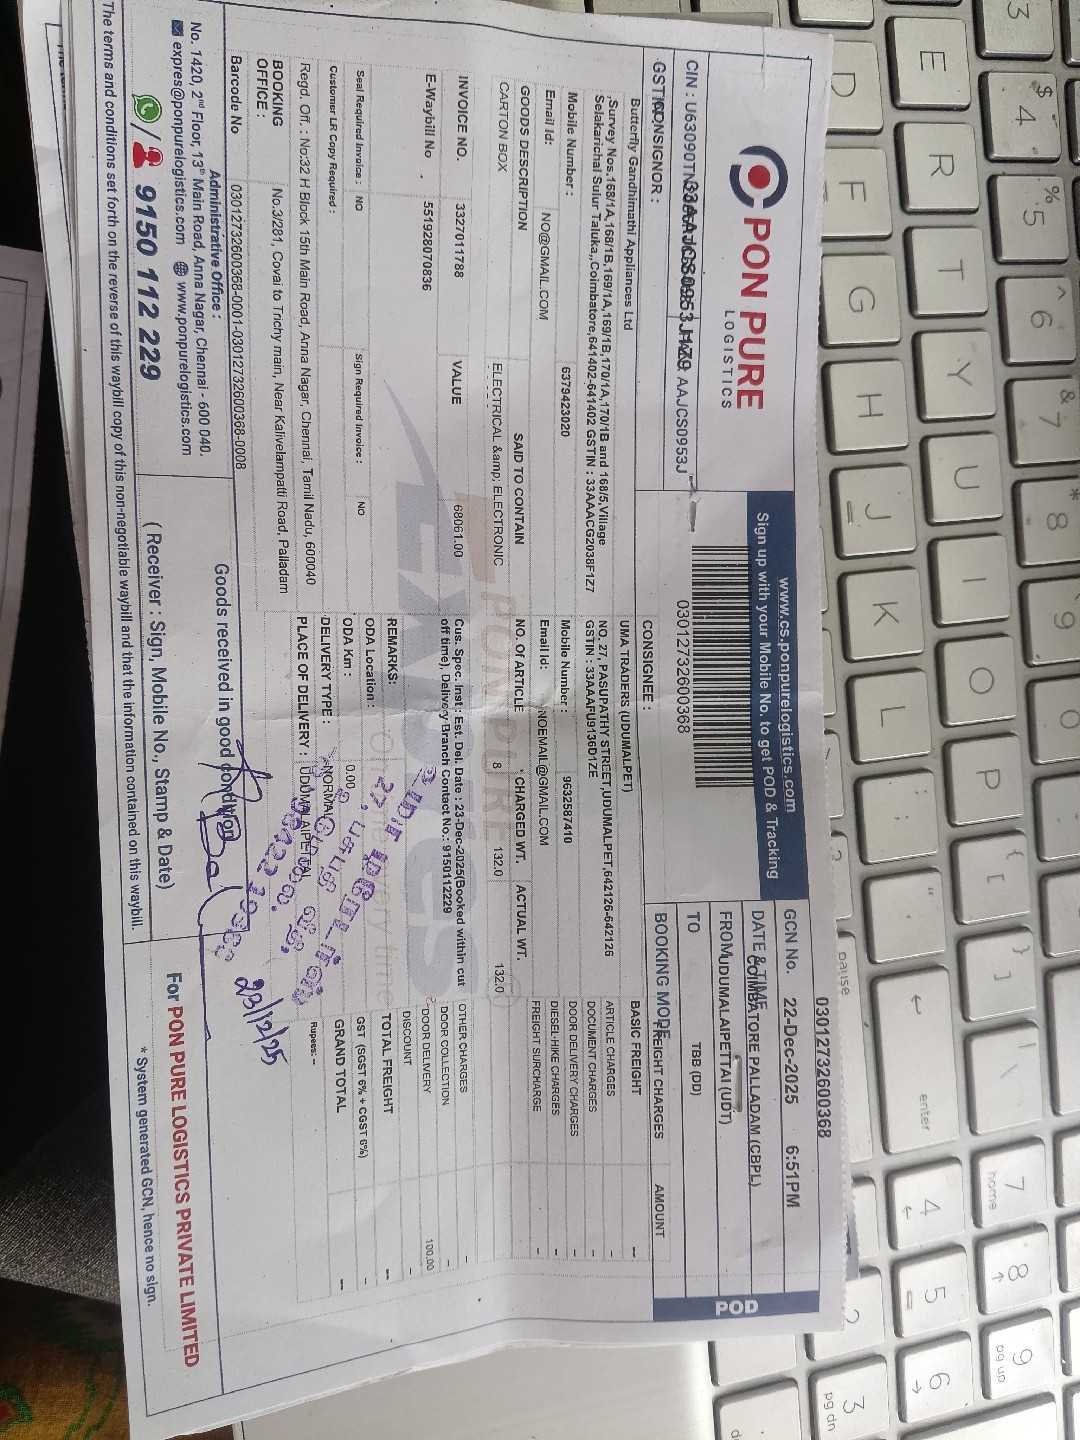 PON PURE
LOGISTICS
www.cs.ponpurelogistics.com
Sign up with your Mobile No. to get POD & Tracking
03012732600368
GCN No. 22-Dec-2025 6:51PM
DATE & TIME
COIMBATORE PALLADAM (CBPL)
FROM UDUMALAIPETTAI (UDT)
TO
TBB (DD)
BOOKING MODE
POD
03012732600368
CIN : AAJCS0953J
GSTIN 33AAJCS0953J1Z9
CONSIGNOR :
Butterfly Gandhimathi Appliances Ltd
,Survey Nos,168/1A,168/1B,169/1A,169/1B,170/1A,170/1B and 168/5,Village
Selakarichal Sulur Taluka,,Coimbatore,641402-641402 GSTIN : 33AAACG2038F1Z7
Mobile Number : 6379423020
Email Id: NO@GMAIL.COM
CONSIGNEE :
UMA TRADERS (UDUMALPET)
NO, 27, PASUPATHY STREET,UDUMALPET,642126-642126
GSTIN : 33AAAFU9136D1ZE
Mobile Number : 9632587410
Email Id: NOEMAIL@GMAIL.COM
GOODS DESCRIPTION SAID TO CONTAIN NO. Of ARTICLE CHARGED WT. ACTUAL WT.
CARTON BOX ELECTRICAL &amp; ELECTRONIC 8 132.0 132.0
INVOICE NO. 3327011788 VALUE 68061.00
E-Waybill No . 551928070836
Cus. Spec. Inst : Est. Del. Date : 23-Dec-2025(Booked within cut
off time), Delivery Branch Contact No.: 9150112229
Seal Required Invoice : NO Sign Required Invoice : NO
Customer LR Copy Required :
REMARKS:
ODA Location :
ODA Km : 0.00
DELIVERY TYPE : NORMAL
PLACE OF DELIVERY : UDUMALAIPETTAI
FREIGHT CHARGES AMOUNT
BASIC FREIGHT --
ARTICLE CHARGES -
DOCUMENT CHARGES -
DOOR DELIVERY CHARGES -
DIESEL-HIKE CHARGES -
FREIGHT SURCHARGE -
OTHER CHARGES -
DOOR COLLECTION -
DOOR DELIVERY 100.00
DISCOUNT -
TOTAL FREIGHT --
GST (SGST 6% + CGST 6%) -
GRAND TOTAL --
Rupees: -
Regd. Off. : No:32 H Block 15th Main Road, Anna Nagar, Chennai, Tamil Nadu, 600040
BOOKING OFFICE : No.3/281, Covai to Trichy main, Near Kalivelampatti Road, Palladam
Barcode No 03012732600368-0001-03012732600368-0008
Goods received in good condition
23/12/25
Administrative Office :
No. 1420, 2nd Floor, 13th Main Road, Anna Nagar, Chennai - 600 040.
expres@ponpurelogistics.com www.ponpurelogistics.com
/ 9150 112 229
( Receiver : Sign, Mobile No., Stamp & Date)
For PON PURE LOGISTICS PRIVATE LIMITED
* System generated GCN, hence no sign.
The terms and conditions set forth on the reverse of this waybill copy of this non-negotiable waybill and that the information contained on this waybill.